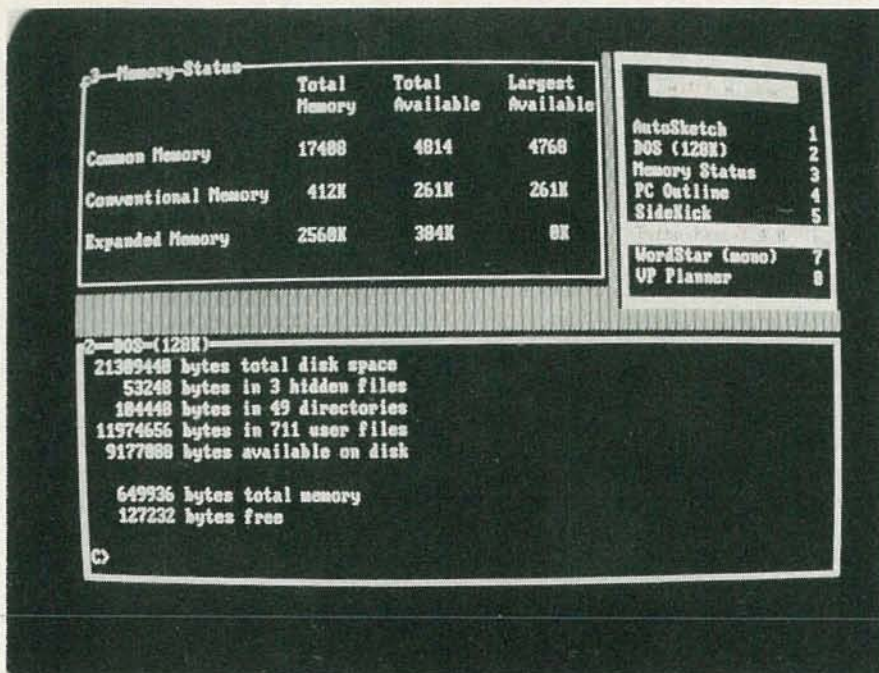 3-Memory-Status
Total Memory Total Available Largest Available
Common Memory 17408 4814 4768
Conventional Memory 412K 261K 261K
Expanded Memory 2560K 384K 0K
AutoSketch 1
DOS (128K) 2
Memory Status 3
PC Outline 4
SideKick 5
WordStar (mono) 7
VP Planner 8
2-DOS-(128K)
21309440 bytes total disk space
53248 bytes in 3 hidden files
104448 bytes in 49 directories
11974656 bytes in 711 user files
9177088 bytes available on disk
649936 bytes total memory
127232 bytes free
C>